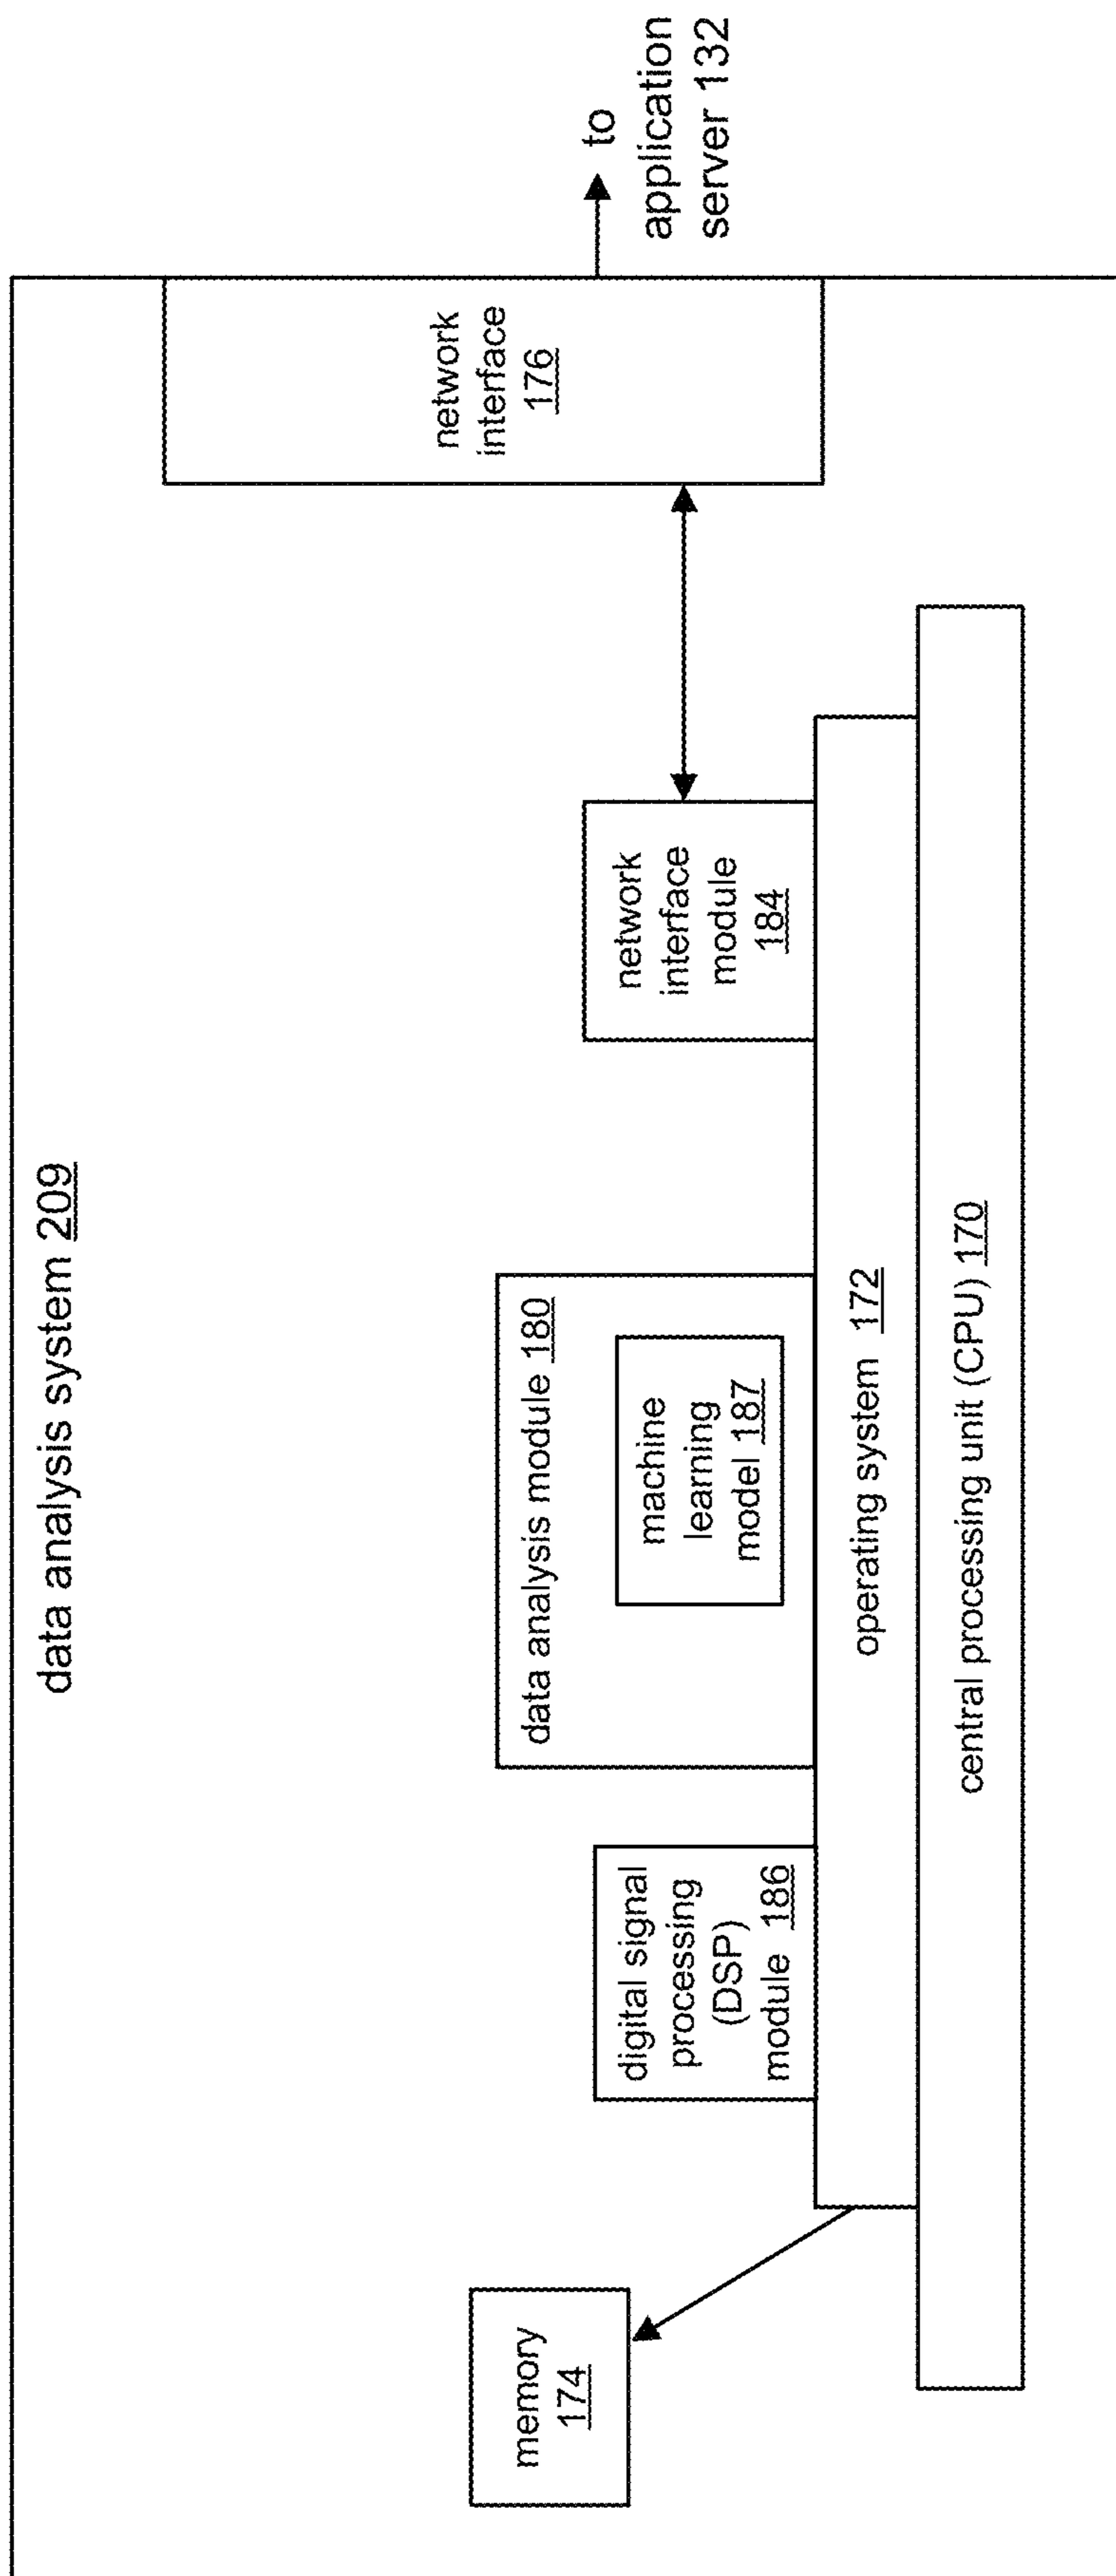 data analysis system 209
memory
174
digital signal
processing
(DSP)
module 186
data analysis module 180
machine
learning
model 187
network
interface
module
184
network
interface
176
to
application
server 132
operating system 172
central processing unit (CPU) 170